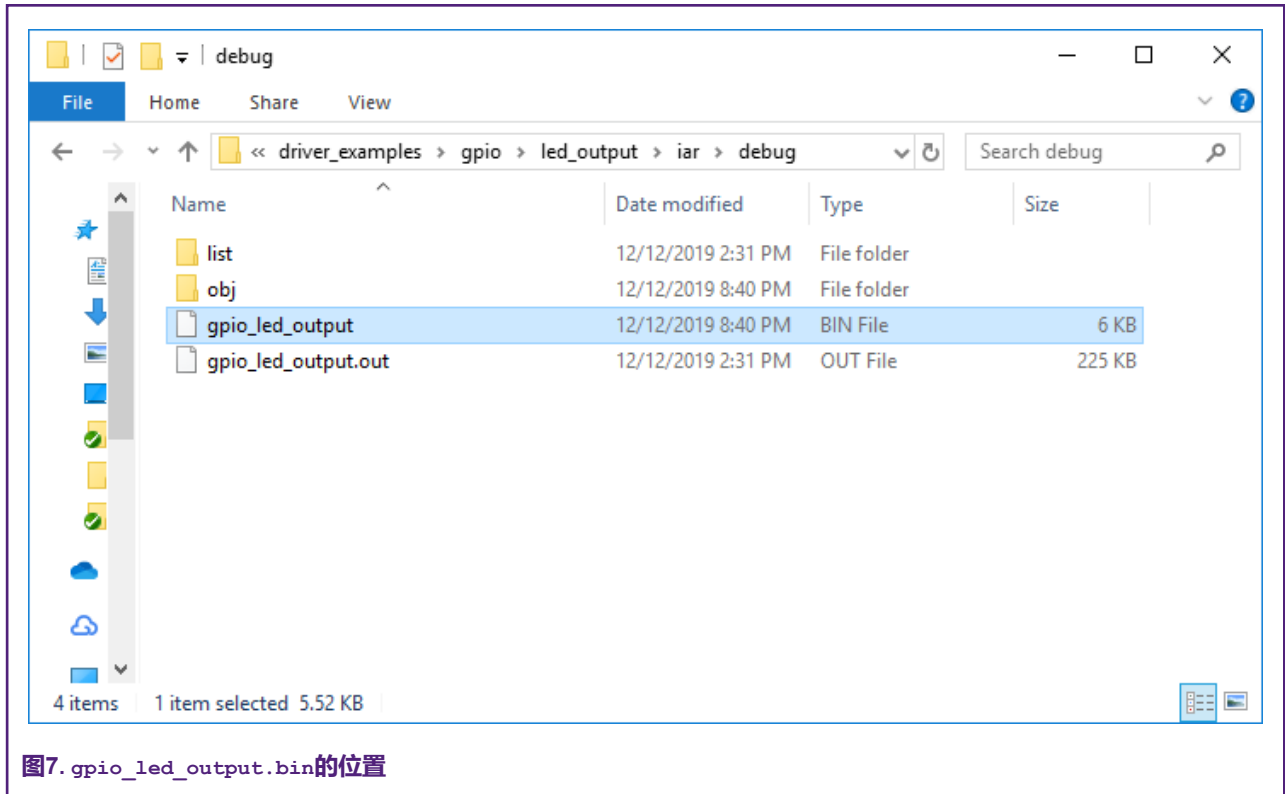 debug
File Home Share View
« driver_examples > gpio > led_output > iar > debug Search debug
Name Date modified Type Size
list 12/12/2019 2:31 PM File folder
obj 12/12/2019 8:40 PM File folder
gpio_led_output 12/12/2019 8:40 PM BIN File 6 KB
gpio_led_output.out 12/12/2019 2:31 PM OUT File 225 KB
4 items 1 item selected 5.52 KB
图7. gpio_led_output.bin的位置